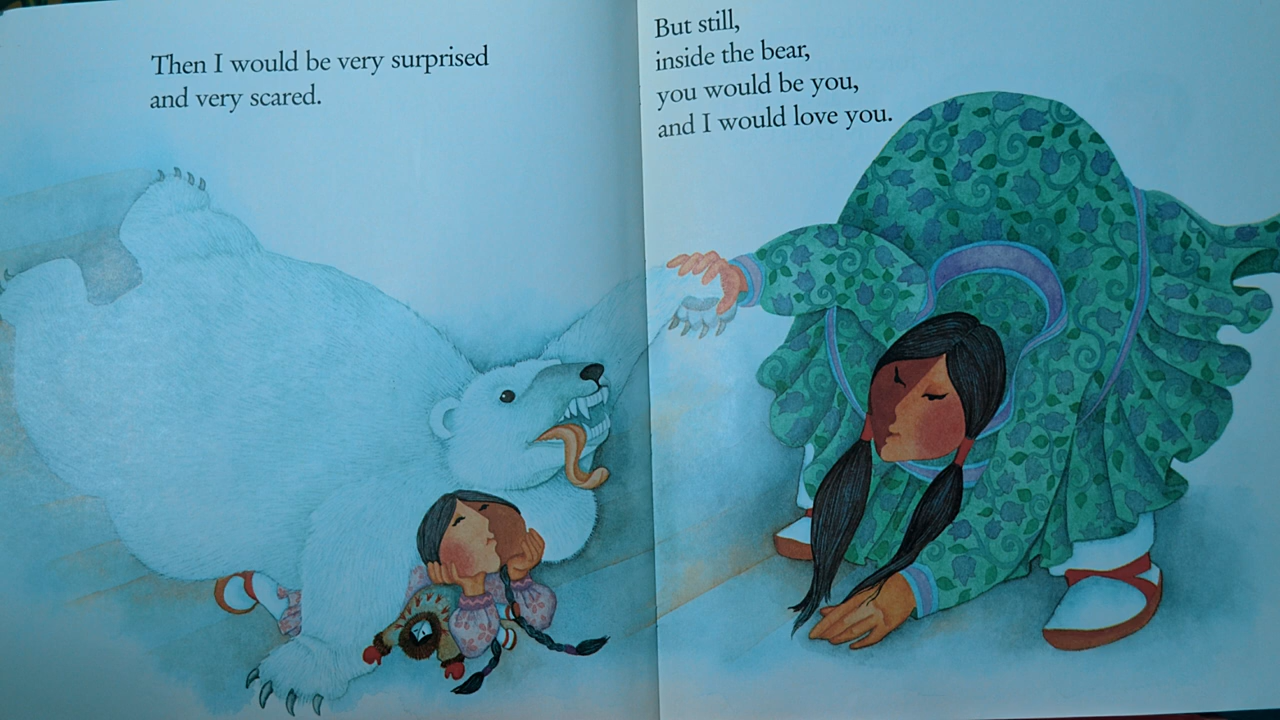 Then I would be very surprised
and very scared.
But still,
inside the bear,
you would be you,
and I would love you.